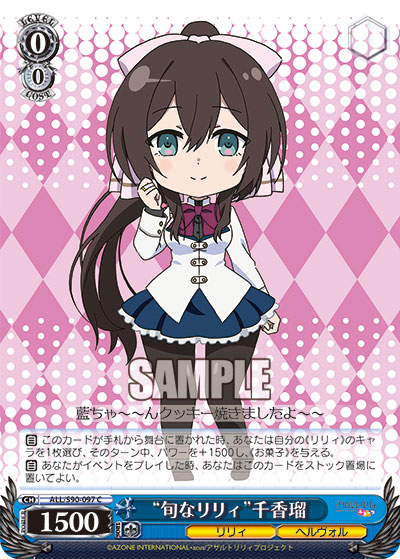 LEVEL
0
0
COST
SAMPLE
藍ちゃ～～んクッキー焼きましたよ～～
自 このカードが手札から舞台に置かれた時、あなたは自分の《リリィ》のキャ
ラを1枚選び、そのターン中、パワーを＋1500し、《お菓子》を与える。
自 あなたがイベントをプレイした時、あなたはこのカードをストック置場に
置いてよい。
CH ALL/S90-097 C
1500
“旬なリリィ”千香瑠
リリィ
ヘルヴォル
©AZONE INTERNATIONAL・acus/アサルトリリィプロジェクト